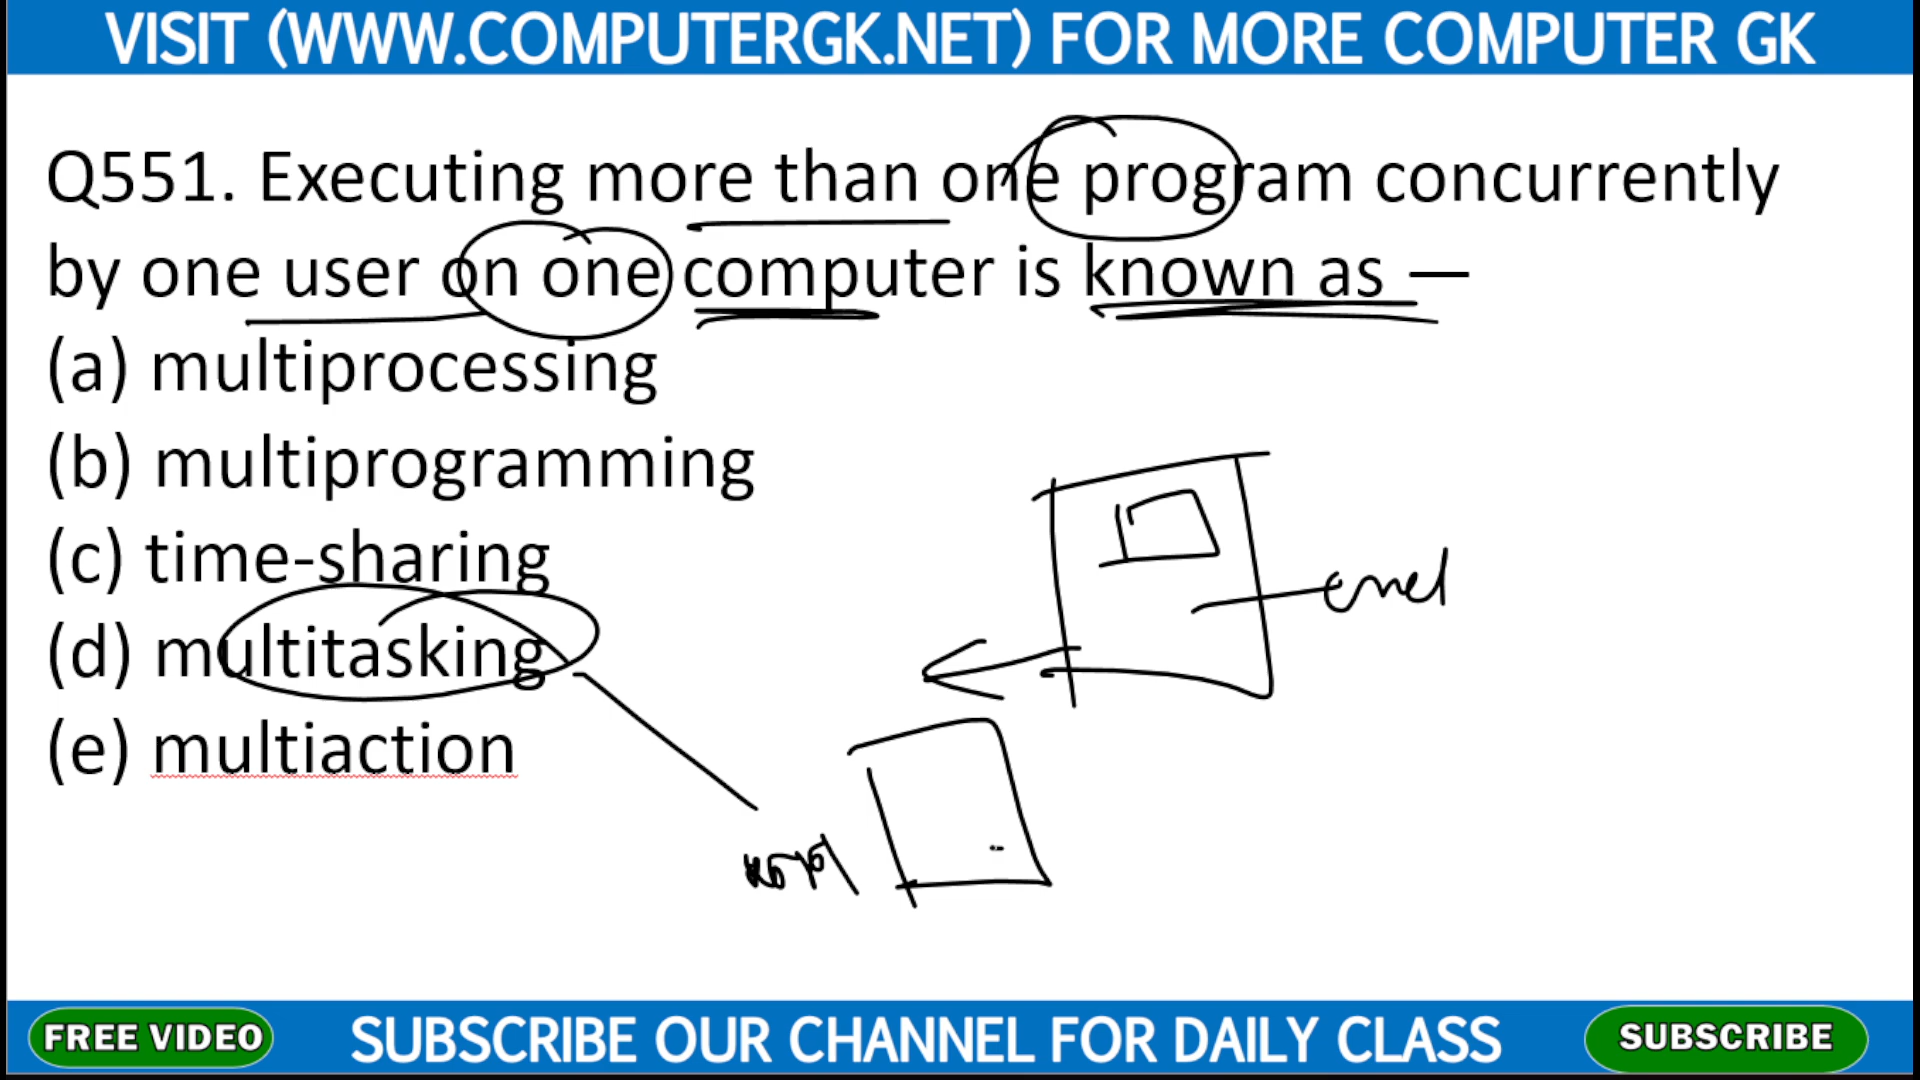 VISIT (WWW.COMPUTERGK.NET) FOR MORE COMPUTER GK
Q551. Executing more than one program concurrently
by one user on one computer is known as —
(a) multiprocessing
(b) multiprogramming
(c) time-sharing
(d) multitasking
(e) multiaction
FREE VIDEO
SUBSCRIBE OUR CHANNEL FOR DAILY CLASS
SUBSCRIBE